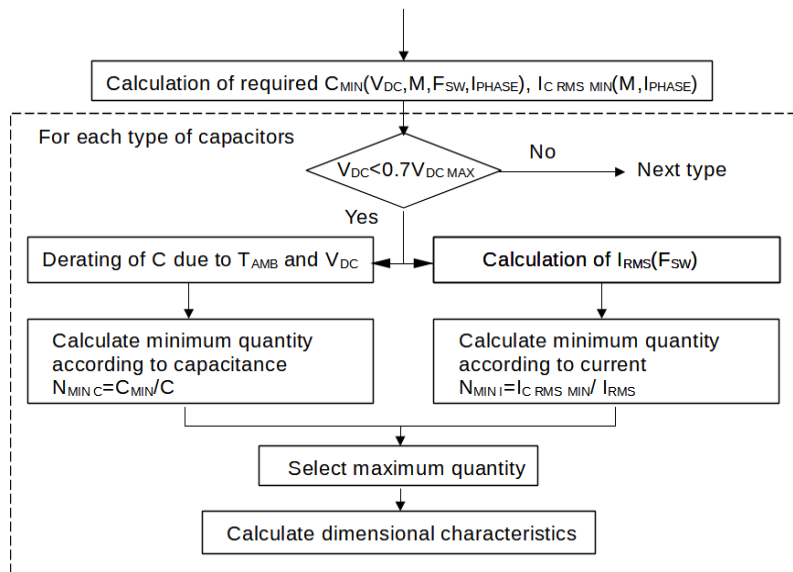 Calculation of required CMIN(VDC,M,FSW,IPHASE), IC RMS MIN(M,IPHASE)
For each type of capacitors
VDC<0.7VDC MAX
No
Next type
Yes
Derating of C due to TAMB and VDC
Calculation of IRMS(FSW)
Calculate minimum quantity
according to capacitance
NMIN C=CMIN/C
Calculate minimum quantity
according to current
NMIN I=IC RMS MIN/ IRMS
Select maximum quantity
Calculate dimensional characteristics